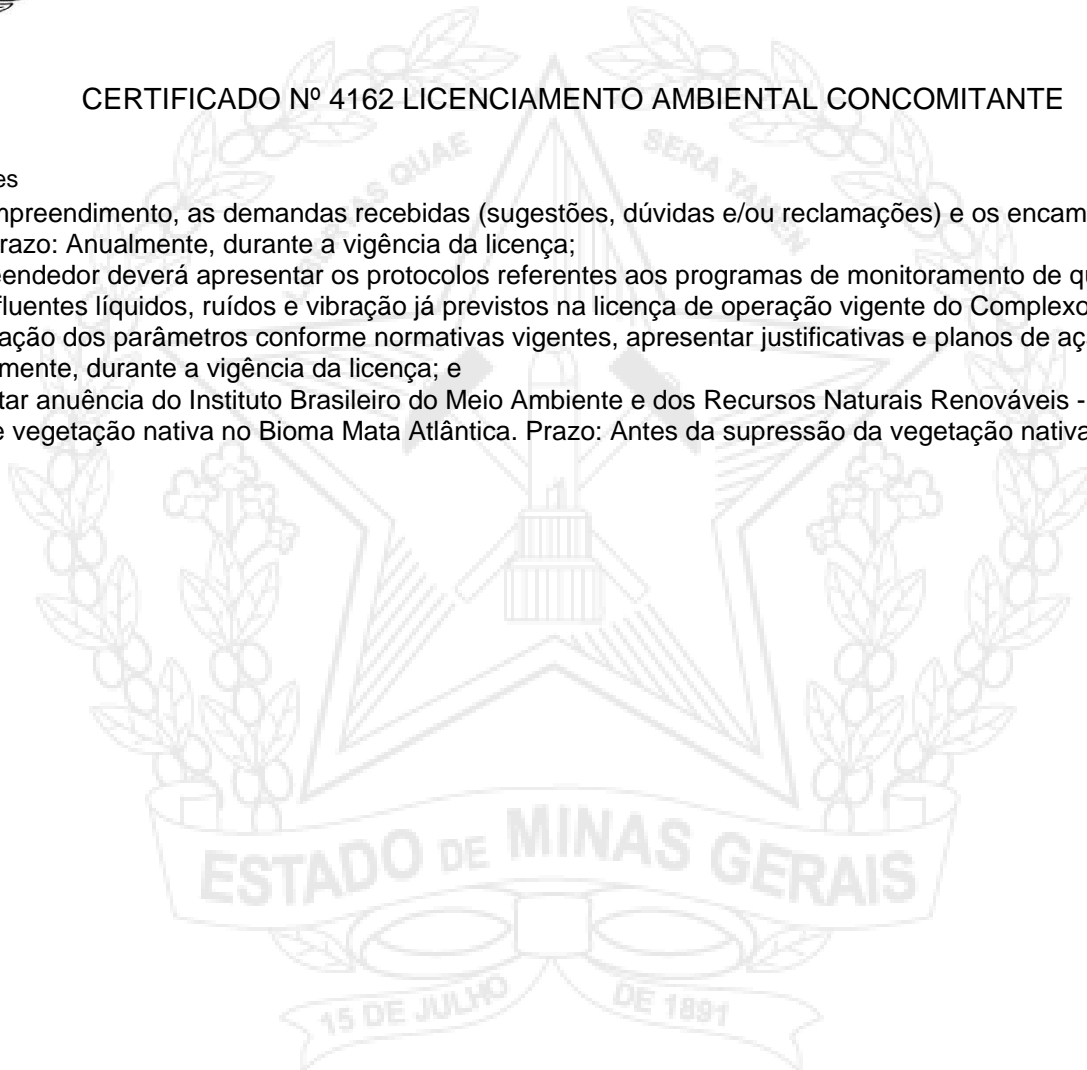 CERTIFICADO Nº 4162 LICENCIAMENTO AMBIENTAL CONCOMITANTE
es
mpreendimento, as demandas recebidas (sugestões, dúvidas e/ou reclamações) e os encam
razo: Anualmente, durante a vigência da licença;
eendedor deverá apresentar os protocolos referentes aos programas de monitoramento de qu
fluentes líquidos, ruídos e vibração já previstos na licença de operação vigente do Complexo
ação dos parâmetros conforme normativas vigentes, apresentar justificativas e planos de aç
mente, durante a vigência da licença; e
tar anuência do Instituto Brasileiro do Meio Ambiente e dos Recursos Naturais Renováveis -
e vegetação nativa no Bioma Mata Atlântica. Prazo: Antes da supressão da vegetação nativa
QUAE SERA TAMEN
ESTADO DE MINAS GERAIS
15 DE JULHO DE 1891